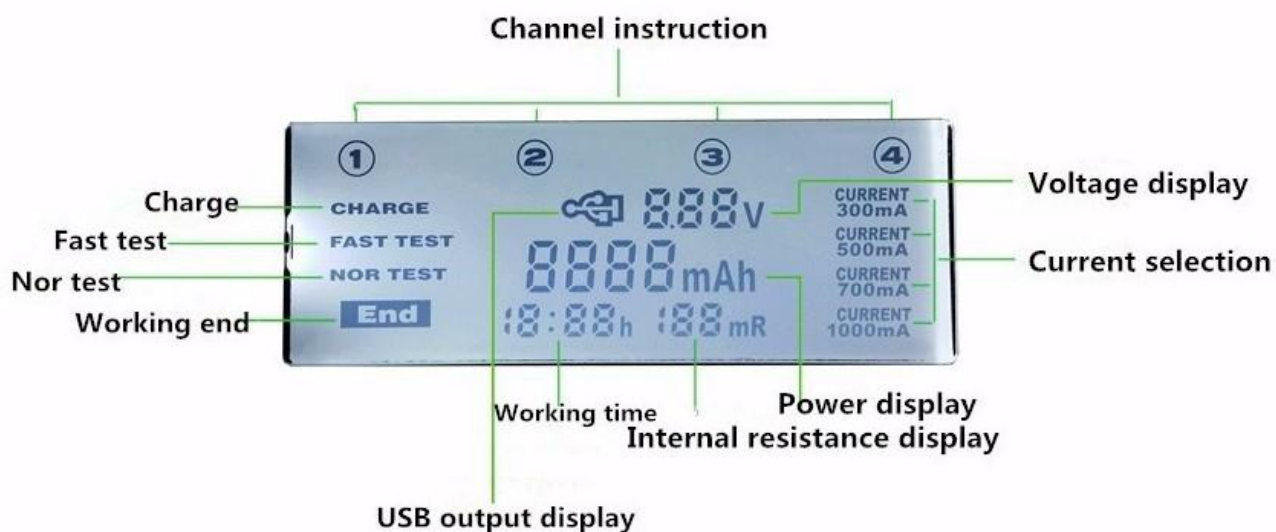 Channel instruction
① ② ③ ④
Charge
CHARGE
8.88V
CURRENT
300mA
Voltage display
Fast test
FAST TEST
CURRENT
500mA
Nor test
NOR TEST
8888mAh
CURRENT
700mA
Current selection
Working end
End
18:88h
188mR
CURRENT
1000mA
Working time
Power display
Internal resistance display
USB output display